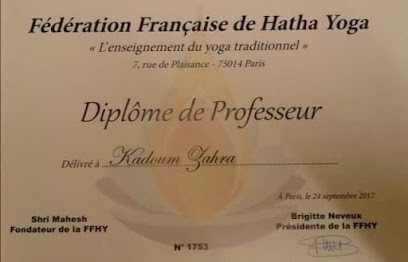 Fédération Française de Hatha Yoga
« L'enseignement du yoga traditionnel »
7, rue de Plaisance - 75014 Paris
Diplôme de Professeur
Délivré à Kadoum Zahra
À Paris, le 24 septembre 2017
Shri Mahesh
Fondateur de la FFHY
Brigitte Neveux
Présidente de la FFHY
N° 1753